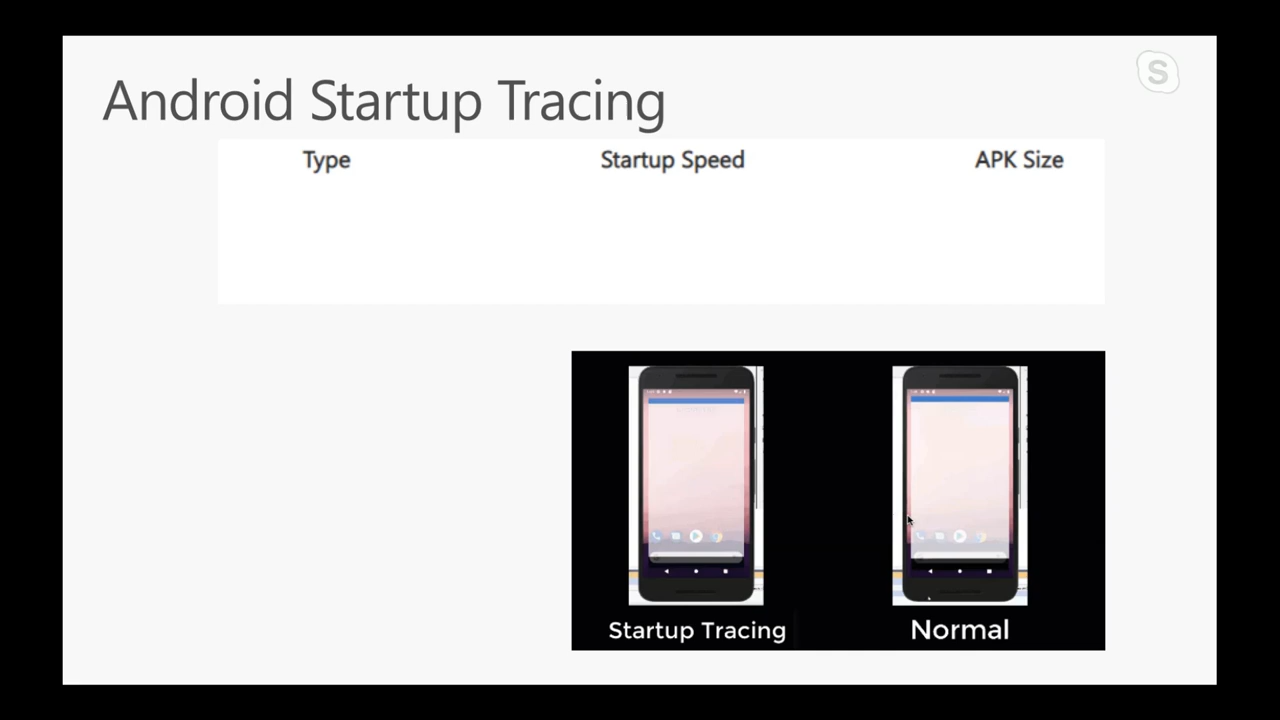 Android Startup Tracing
S
Type Startup Speed APK Size
Startup Tracing
Normal